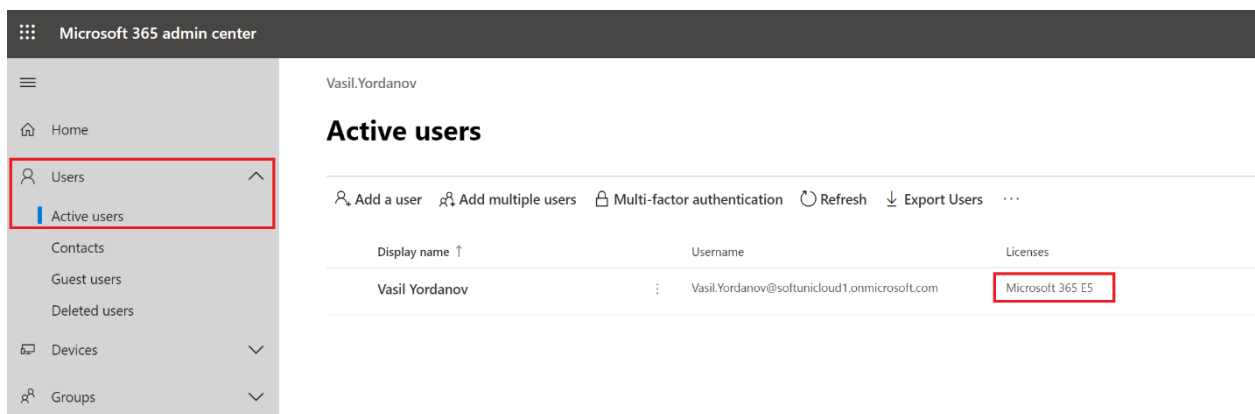 Microsoft 365 admin center
Vasil.Yordanov
Home
Active users
Users
Add a user Add multiple users Multi-factor authentication Refresh Export Users ...
Active users
Contacts
Display name ↑ Username Licenses
Guest users
Vasil Yordanov Vasil.Yordanov@softunicloud1.onmicrosoft.com Microsoft 365 E5
Deleted users
Devices
Groups